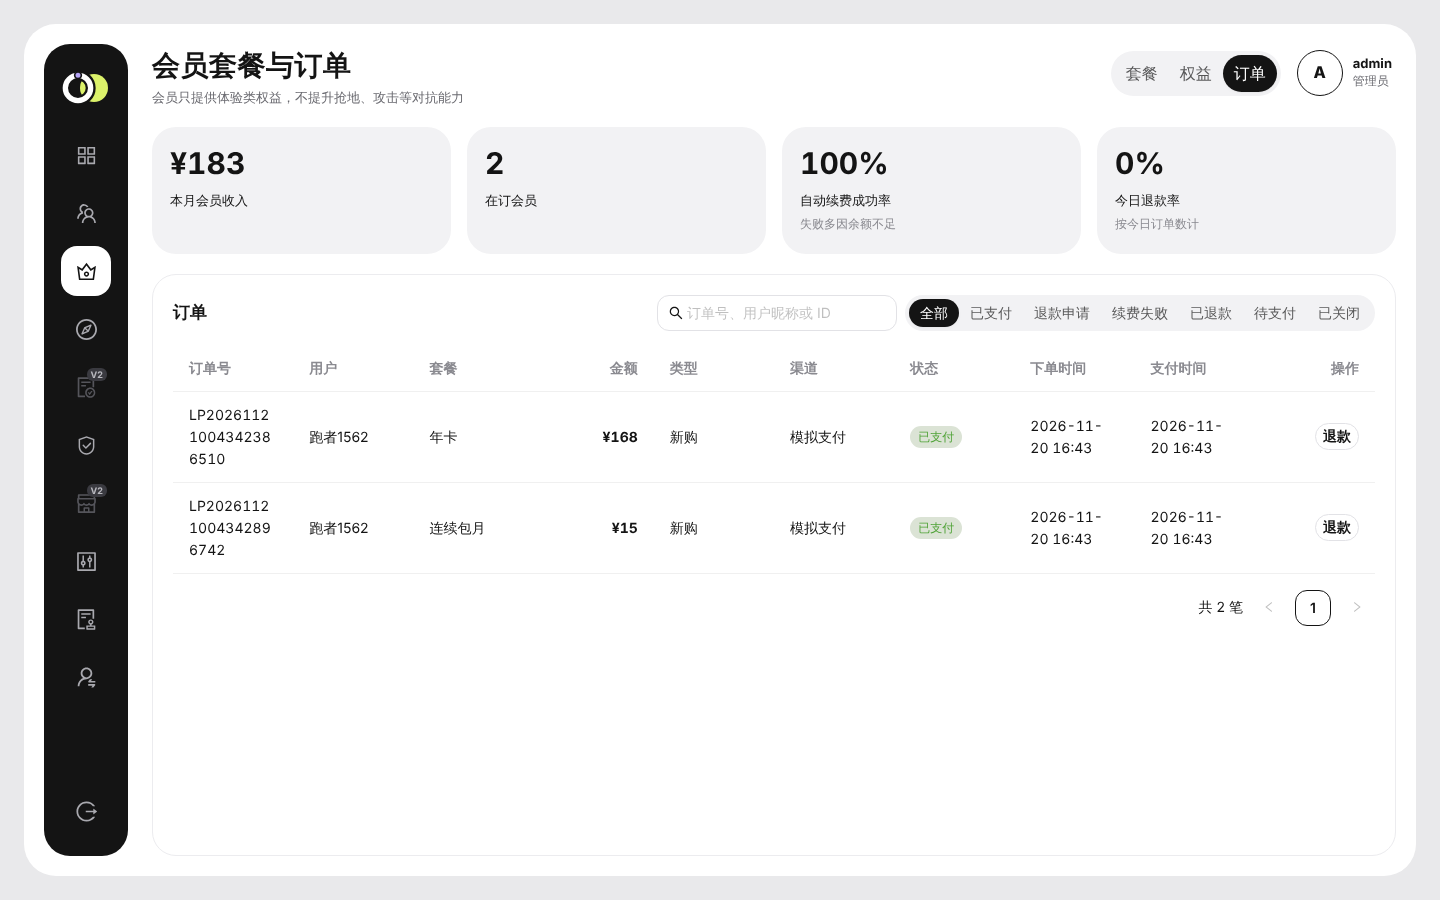 会员套餐与订单
会员只提供体验类权益，不提升抢地、攻击等对抗能力
套餐 权益 订单
A
admin
管理员
V2
V2
¥183
本月会员收入
2
在订会员
100%
自动续费成功率
失败多因余额不足
0%
今日退款率
按今日订单数计
订单
订单号、用户昵称或 ID
全部 已支付 退款申请 续费失败 已退款 待支付 已关闭
订单号 用户 套餐 金额 类型 渠道 状态 下单时间 支付时间 操作
LP2026112
100434238
6510
跑者1562 年卡 ¥168 新购 模拟支付 已支付
2026-11-
20 16:43
2026-11-
20 16:43
退款
LP2026112
100434289
6742
跑者1562 连续包月 ¥15 新购 模拟支付 已支付
2026-11-
20 16:43
2026-11-
20 16:43
退款
共 2 笔 1